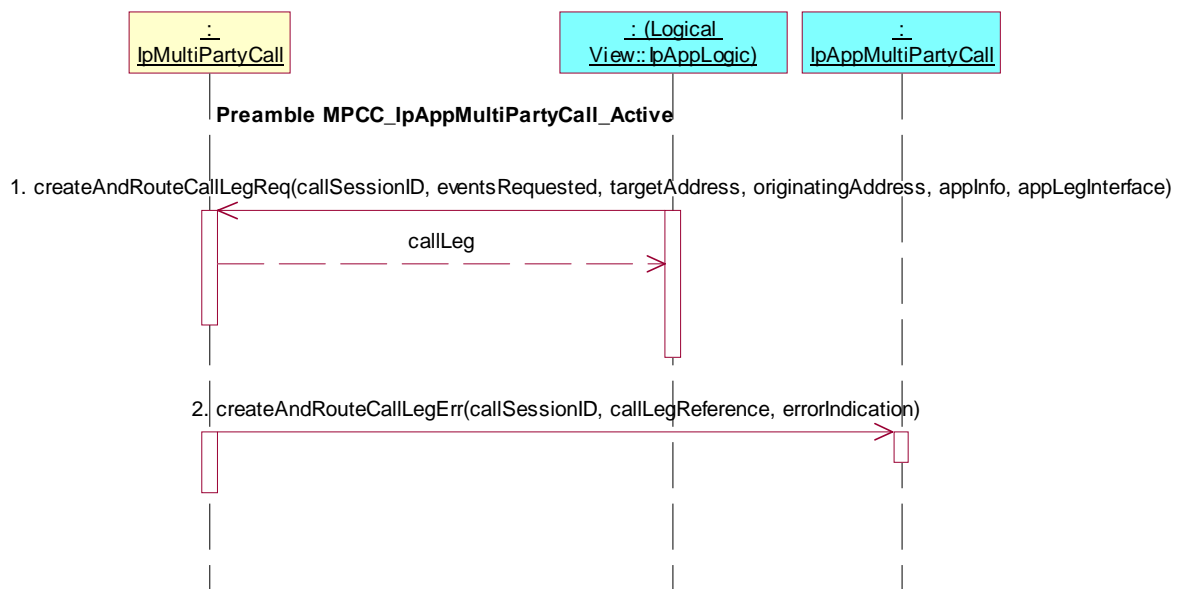 :
IpMultiPartyCall
: (Logical
View::IpAppLogic)
:
IpAppMultiPartyCall
Preamble MPCC_IpAppMultiPartyCall_Active
1. createAndRouteCallLegReq(callSessionID, eventsRequested, targetAddress, originatingAddress, appInfo, appLegInterface)
callLeg
2. createAndRouteCallLegErr(callSessionID, callLegReference, errorIndication)